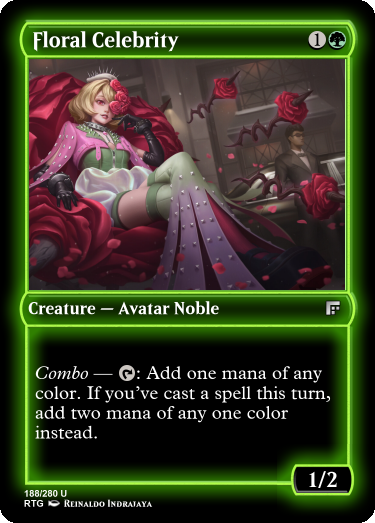 Floral Celebrity
1
Creature — Avatar Noble
Combo — : Add one mana of any
color. If you've cast a spell this turn,
add two mana of any one color
instead.
1/2
188/280 U
RTG Reinaldo Indrajaya